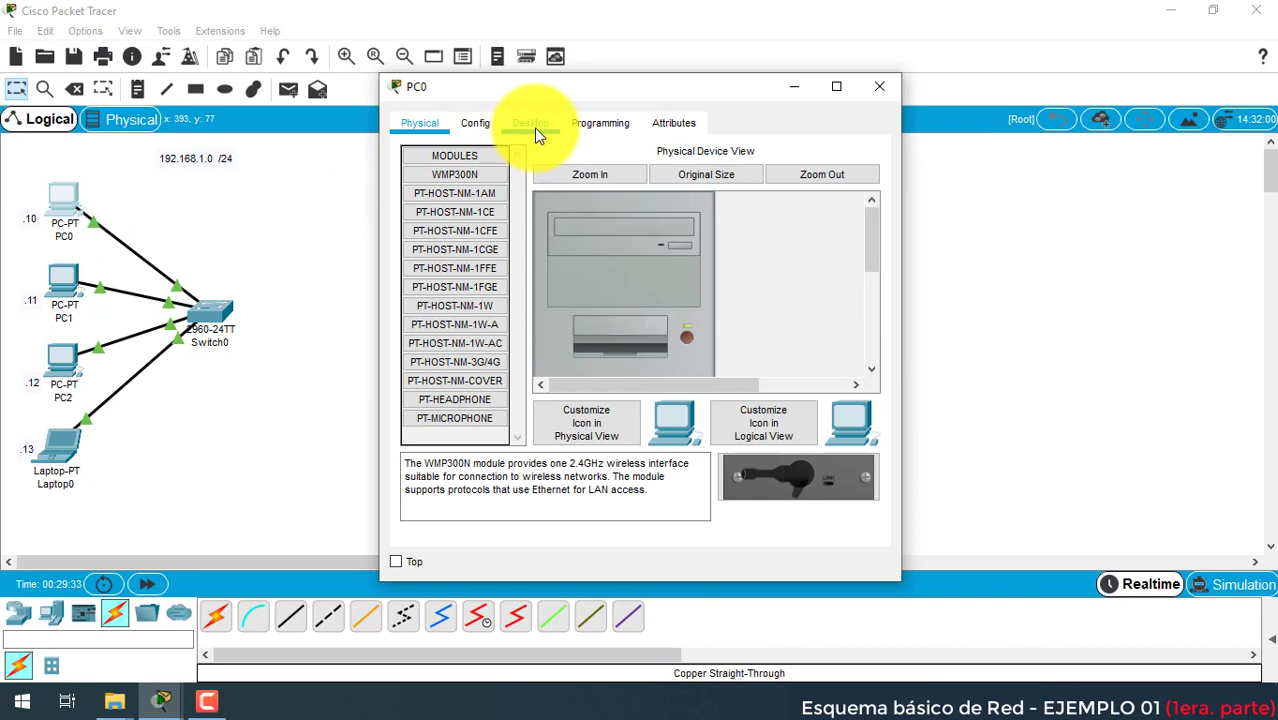 Cisco Packet Tracer
File Edit Options View Tools Extensions Help
Logical
Physical
x: 393, y: 77
[Root]
14:32:00
192.168.1.0 /24
.10
PC-PT
PC0
.11
PC-PT
PC1
.12
PC-PT
PC2
.13
Laptop-PT
Laptop0
2960-24TT
Switch0
PC0
Physical Config Desktop Programming Attributes
MODULES
WMP300N
PT-HOST-NM-1AM
PT-HOST-NM-1CE
PT-HOST-NM-1CFE
PT-HOST-NM-1CGE
PT-HOST-NM-1FFE
PT-HOST-NM-1FGE
PT-HOST-NM-1W
PT-HOST-NM-1W-A
PT-HOST-NM-1W-AC
PT-HOST-NM-3G/4G
PT-HOST-NM-COVER
PT-HEADPHONE
PT-MICROPHONE
Physical Device View
Zoom In
Original Size
Zoom Out
Customize
Icon in
Physical View
Customize
Icon in
Logical View
The WMP300N module provides one 2.4GHz wireless interface
suitable for connection to wireless networks. The module
supports protocols that use Ethernet for LAN access.
LINK
Top
Time: 00:29:33
Realtime
Simulation
Copper Straight-Through
Esquema básico de Red - EJEMPLO 01 (1era. parte)